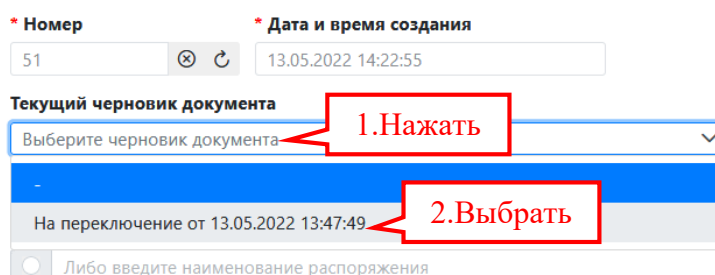 * Номер * Дата и время создания
51 13.05.2022 14:22:55
Текущий черновик документа
Выберите черновик документа 1.Нажать
-
На переключение от 13.05.2022 13:47:49 2.Выбрать
Либо введите наименование распоряжения